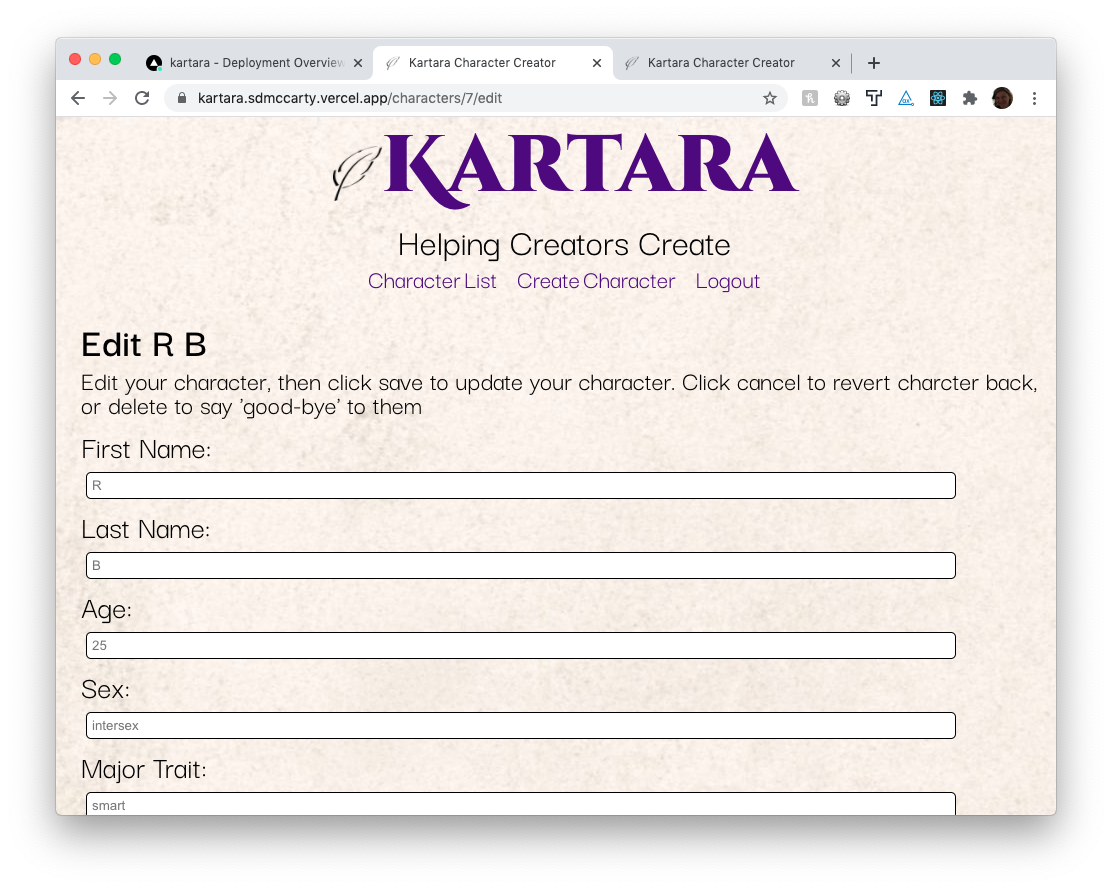 kartara - Deployment Overview
Kartara Character Creator
Kartara Character Creator
kartara.sdmccarty.vercel.app/characters/7/edit
KARTARA
Helping Creators Create
Character List Create Character Logout
Edit R B
Edit your character, then click save to update your character. Click cancel to revert charcter back,
or delete to say 'good-bye' to them
First Name:
R
Last Name:
B
Age:
25
Sex:
intersex
Major Trait:
smart